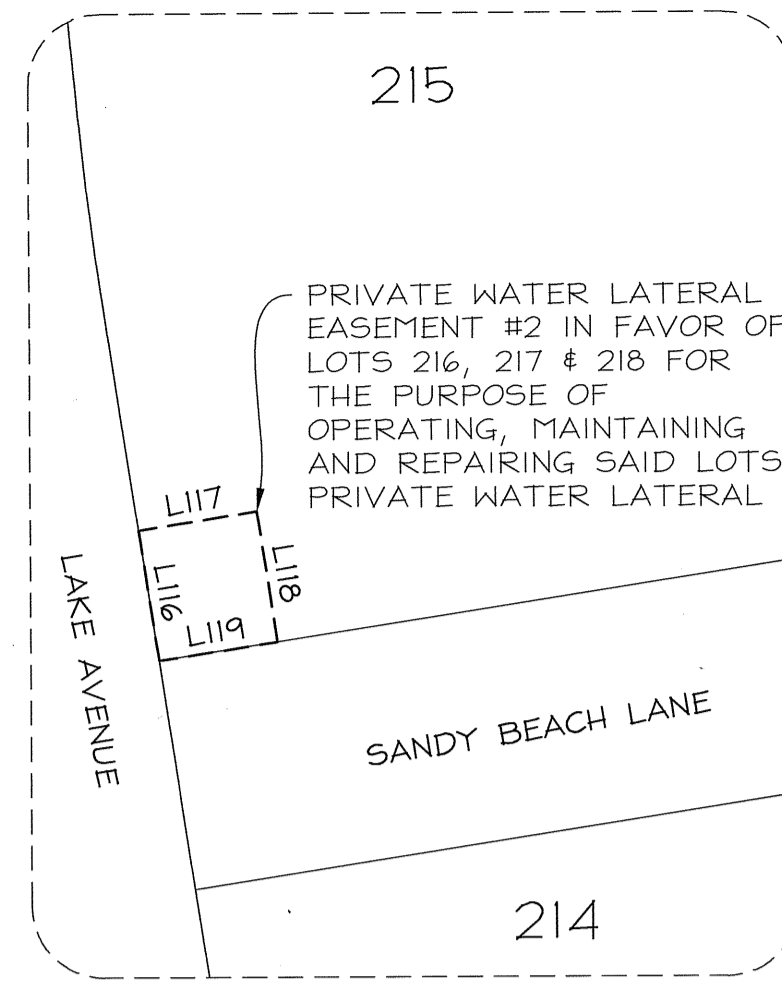 215
PRIVATE WATER LATERAL
EASEMENT #2 IN FAVOR OF
LOTS 216, 217 & 218 FOR
THE PURPOSE OF
OPERATING, MAINTAINING
AND REPAIRING SAID LOTS
PRIVATE WATER LATERAL
L117
L116
L118
L119
LAKE AVENUE
SANDY BEACH LANE
214